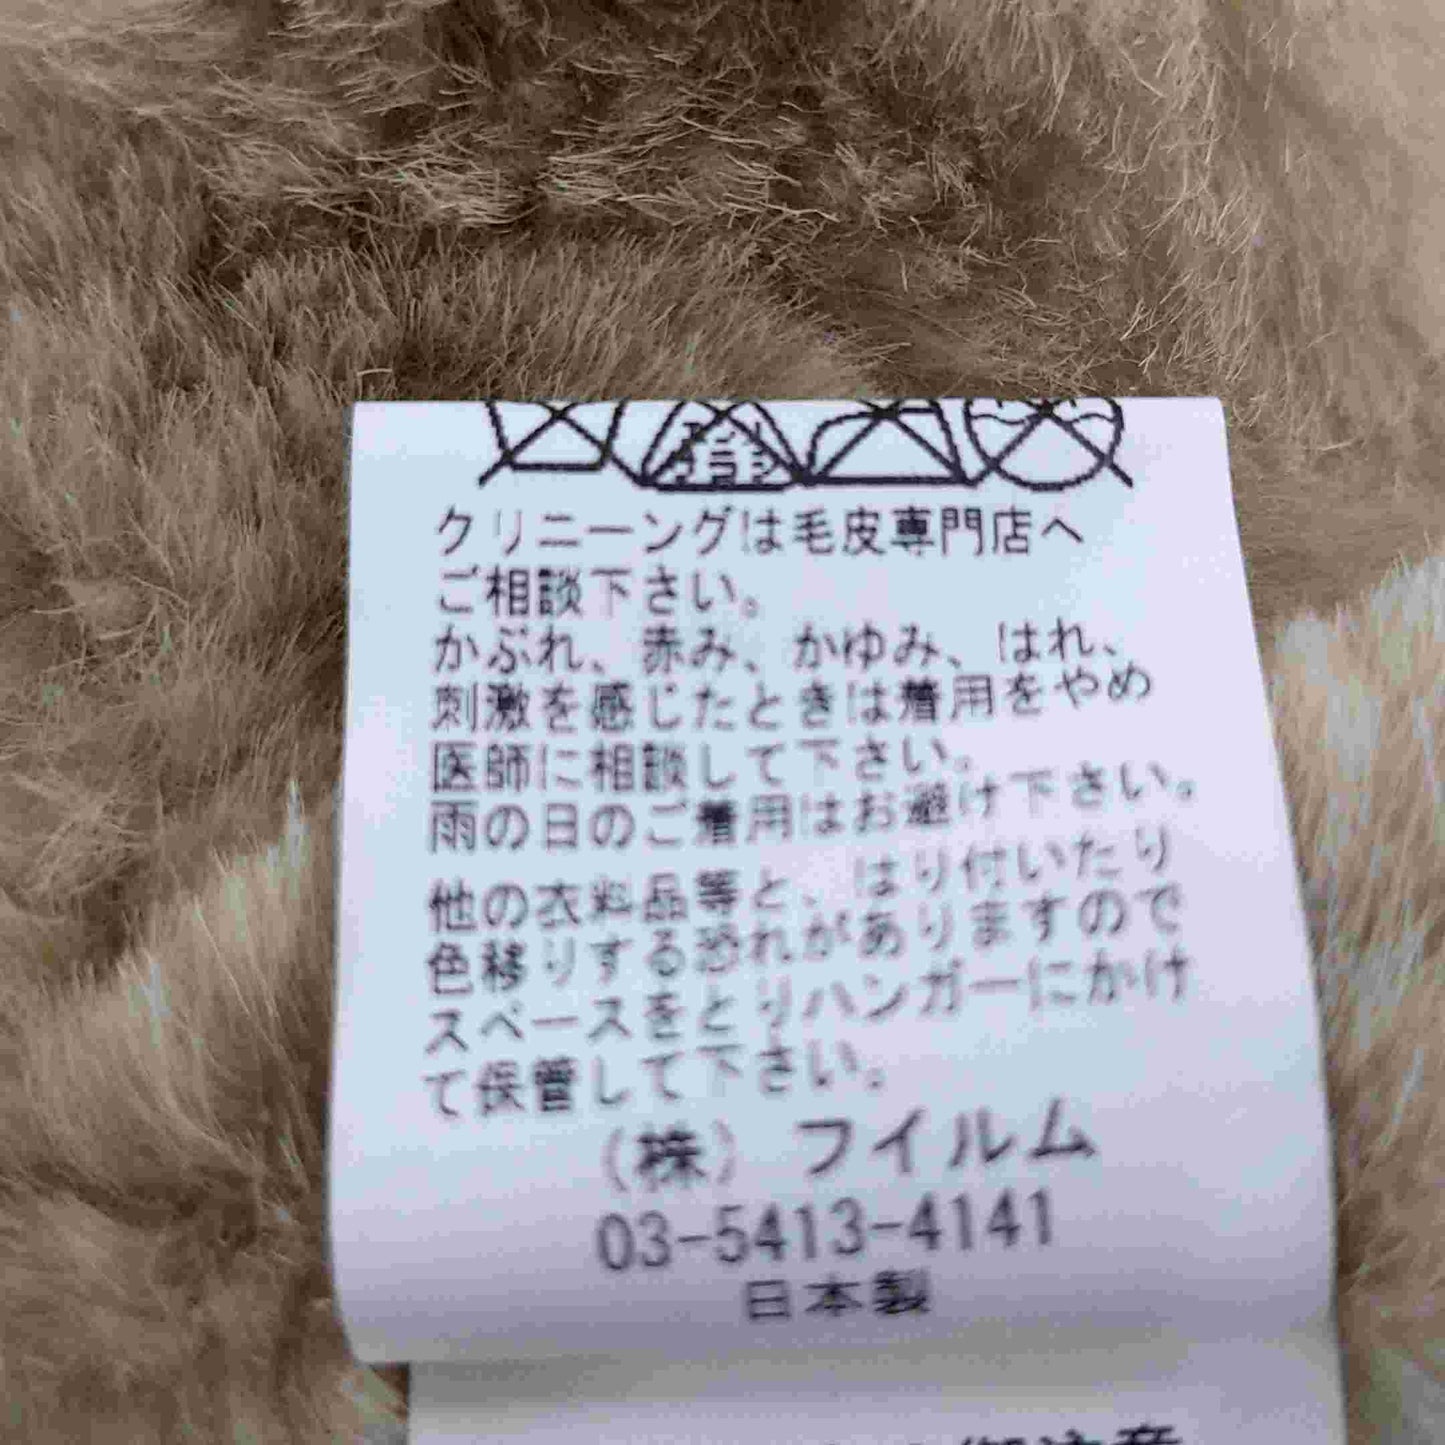 クリニーングは毛皮専門店へ
ご相談下さい。
かぶれ、赤み、かゆみ、はれ、
刺激を感じたときは着用をやめ
医師に相談して下さい。
雨の日のご着用はお避け下さい。
他の衣料品等と、はり付いたり
色移りする恐れがありますので
スペースをとりハンガーにかけ
て保管して下さい。
(株) フイルム
03-5413-4141
日本製